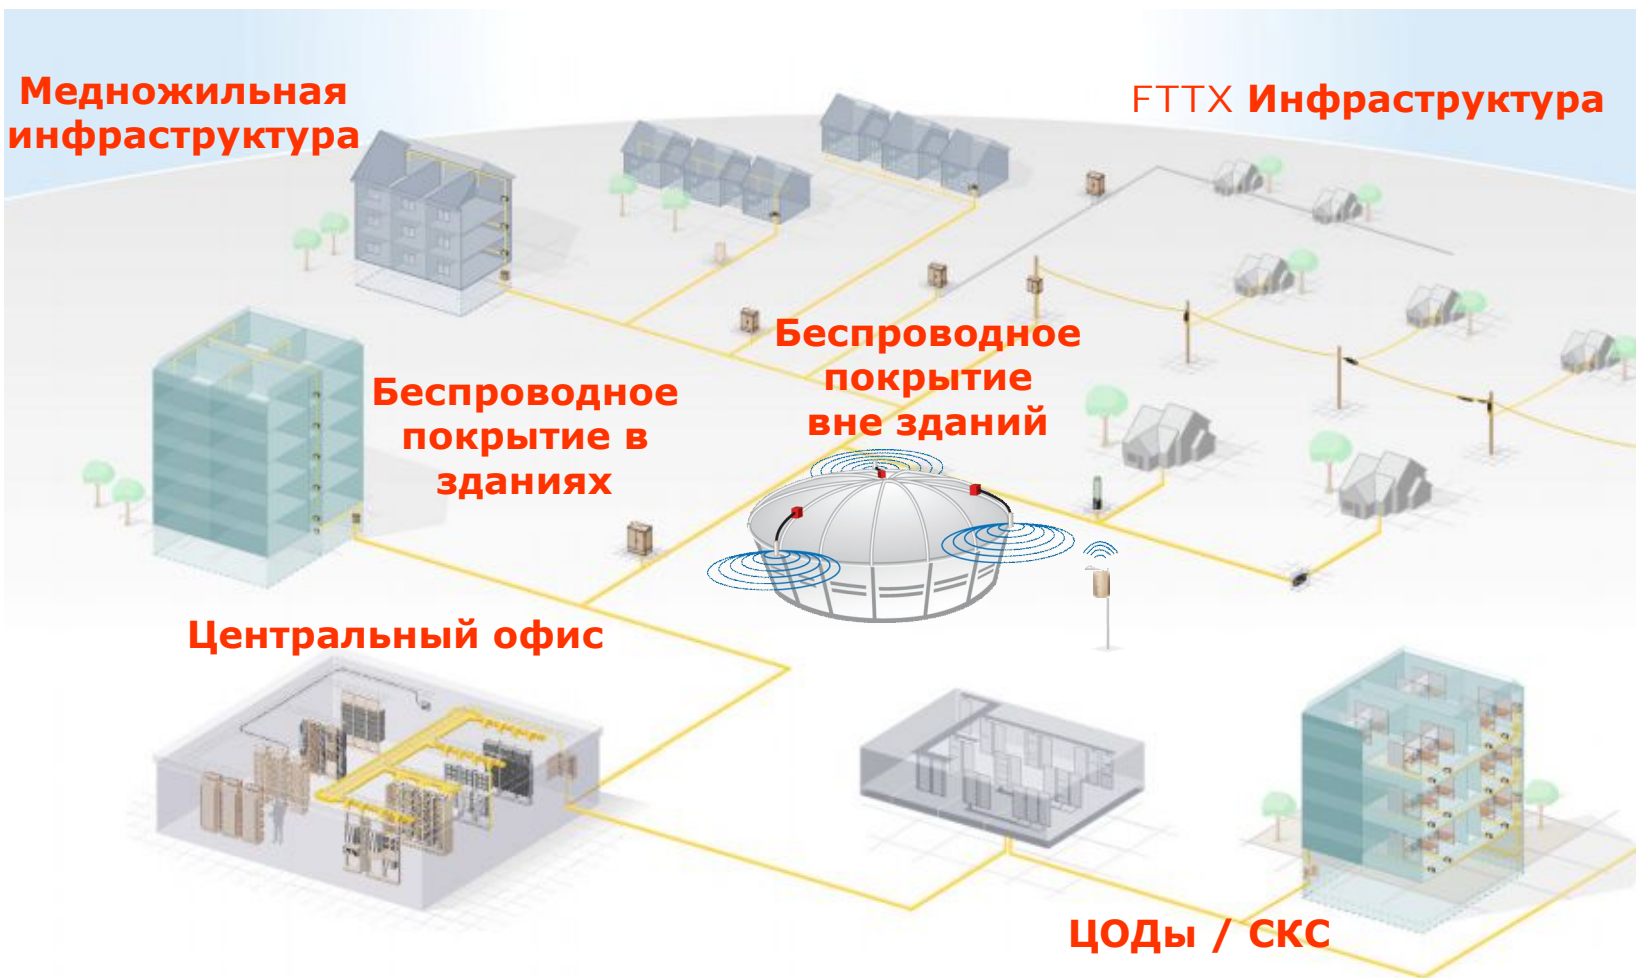 Медножильная
инфраструктура
FTTX Инфраструктура
Беспроводное
покрытие в
зданиях
Беспроводное
покрытие
вне зданий
Центральный офис
ЦОДы / СКС